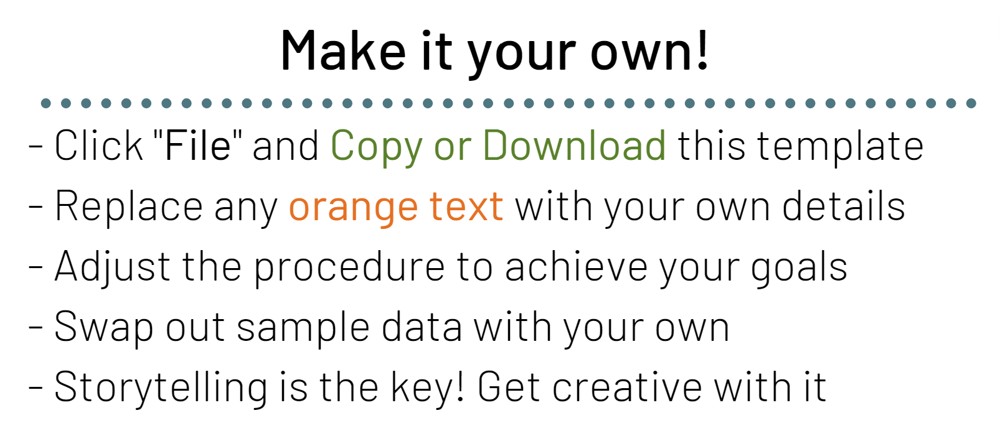 Make it your own!
- Click "File" and Copy or Download this template
- Replace any orange text with your own details
- Adjust the procedure to achieve your goals
- Swap out sample data with your own
- Storytelling is the key! Get creative with it